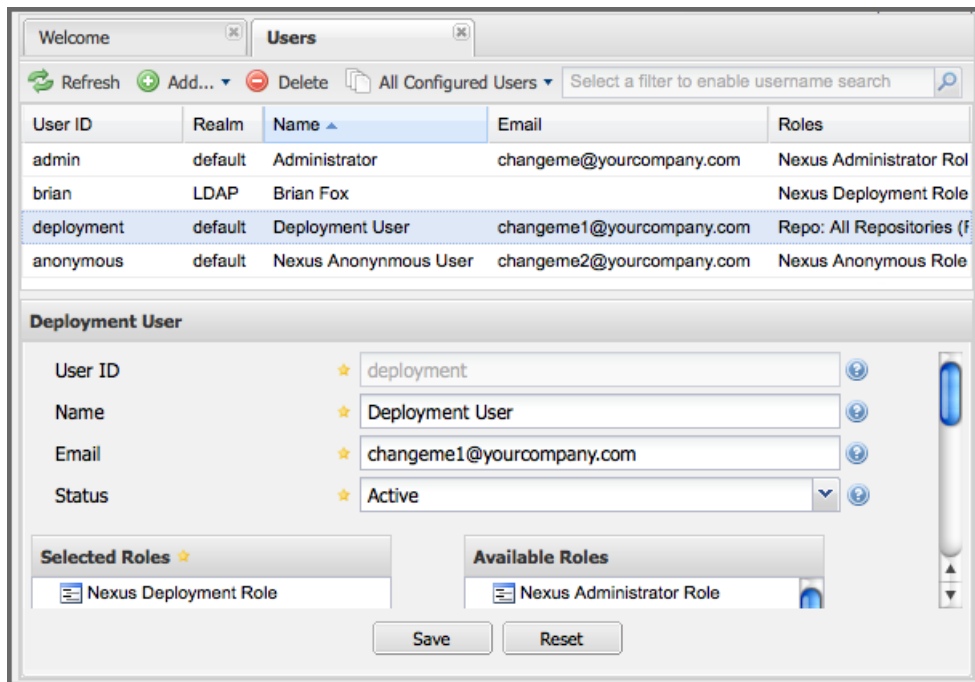 Welcome Users
Refresh Add... Delete All Configured Users Select a filter to enable username search
User ID Realm Name Email Roles
admin default Administrator changeme@yourcompany.com Nexus Administrator Rol
brian LDAP Brian Fox Nexus Deployment Role
deployment default Deployment User changeme1@yourcompany.com Repo: All Repositories (
anonymous default Nexus Anonynmous User changeme2@yourcompany.com Nexus Anonymous Role
Deployment User
User ID deployment
Name Deployment User
Email changeme1@yourcompany.com
Status Active
Selected Roles Available Roles
Nexus Deployment Role Nexus Administrator Role
Save Reset